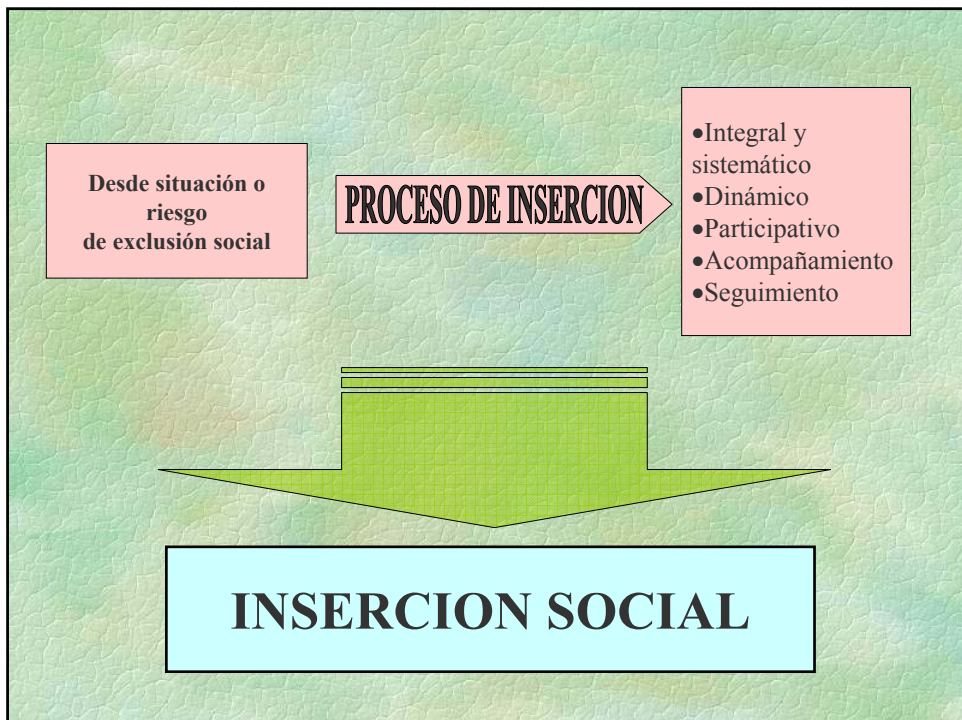 Desde situación o
riesgo
de exclusión social
PROCESO DE INSERCION
•Integral y
sistemático
•Dinámico
•Participativo
•Acompañamiento
•Seguimiento
INSERCION SOCIAL